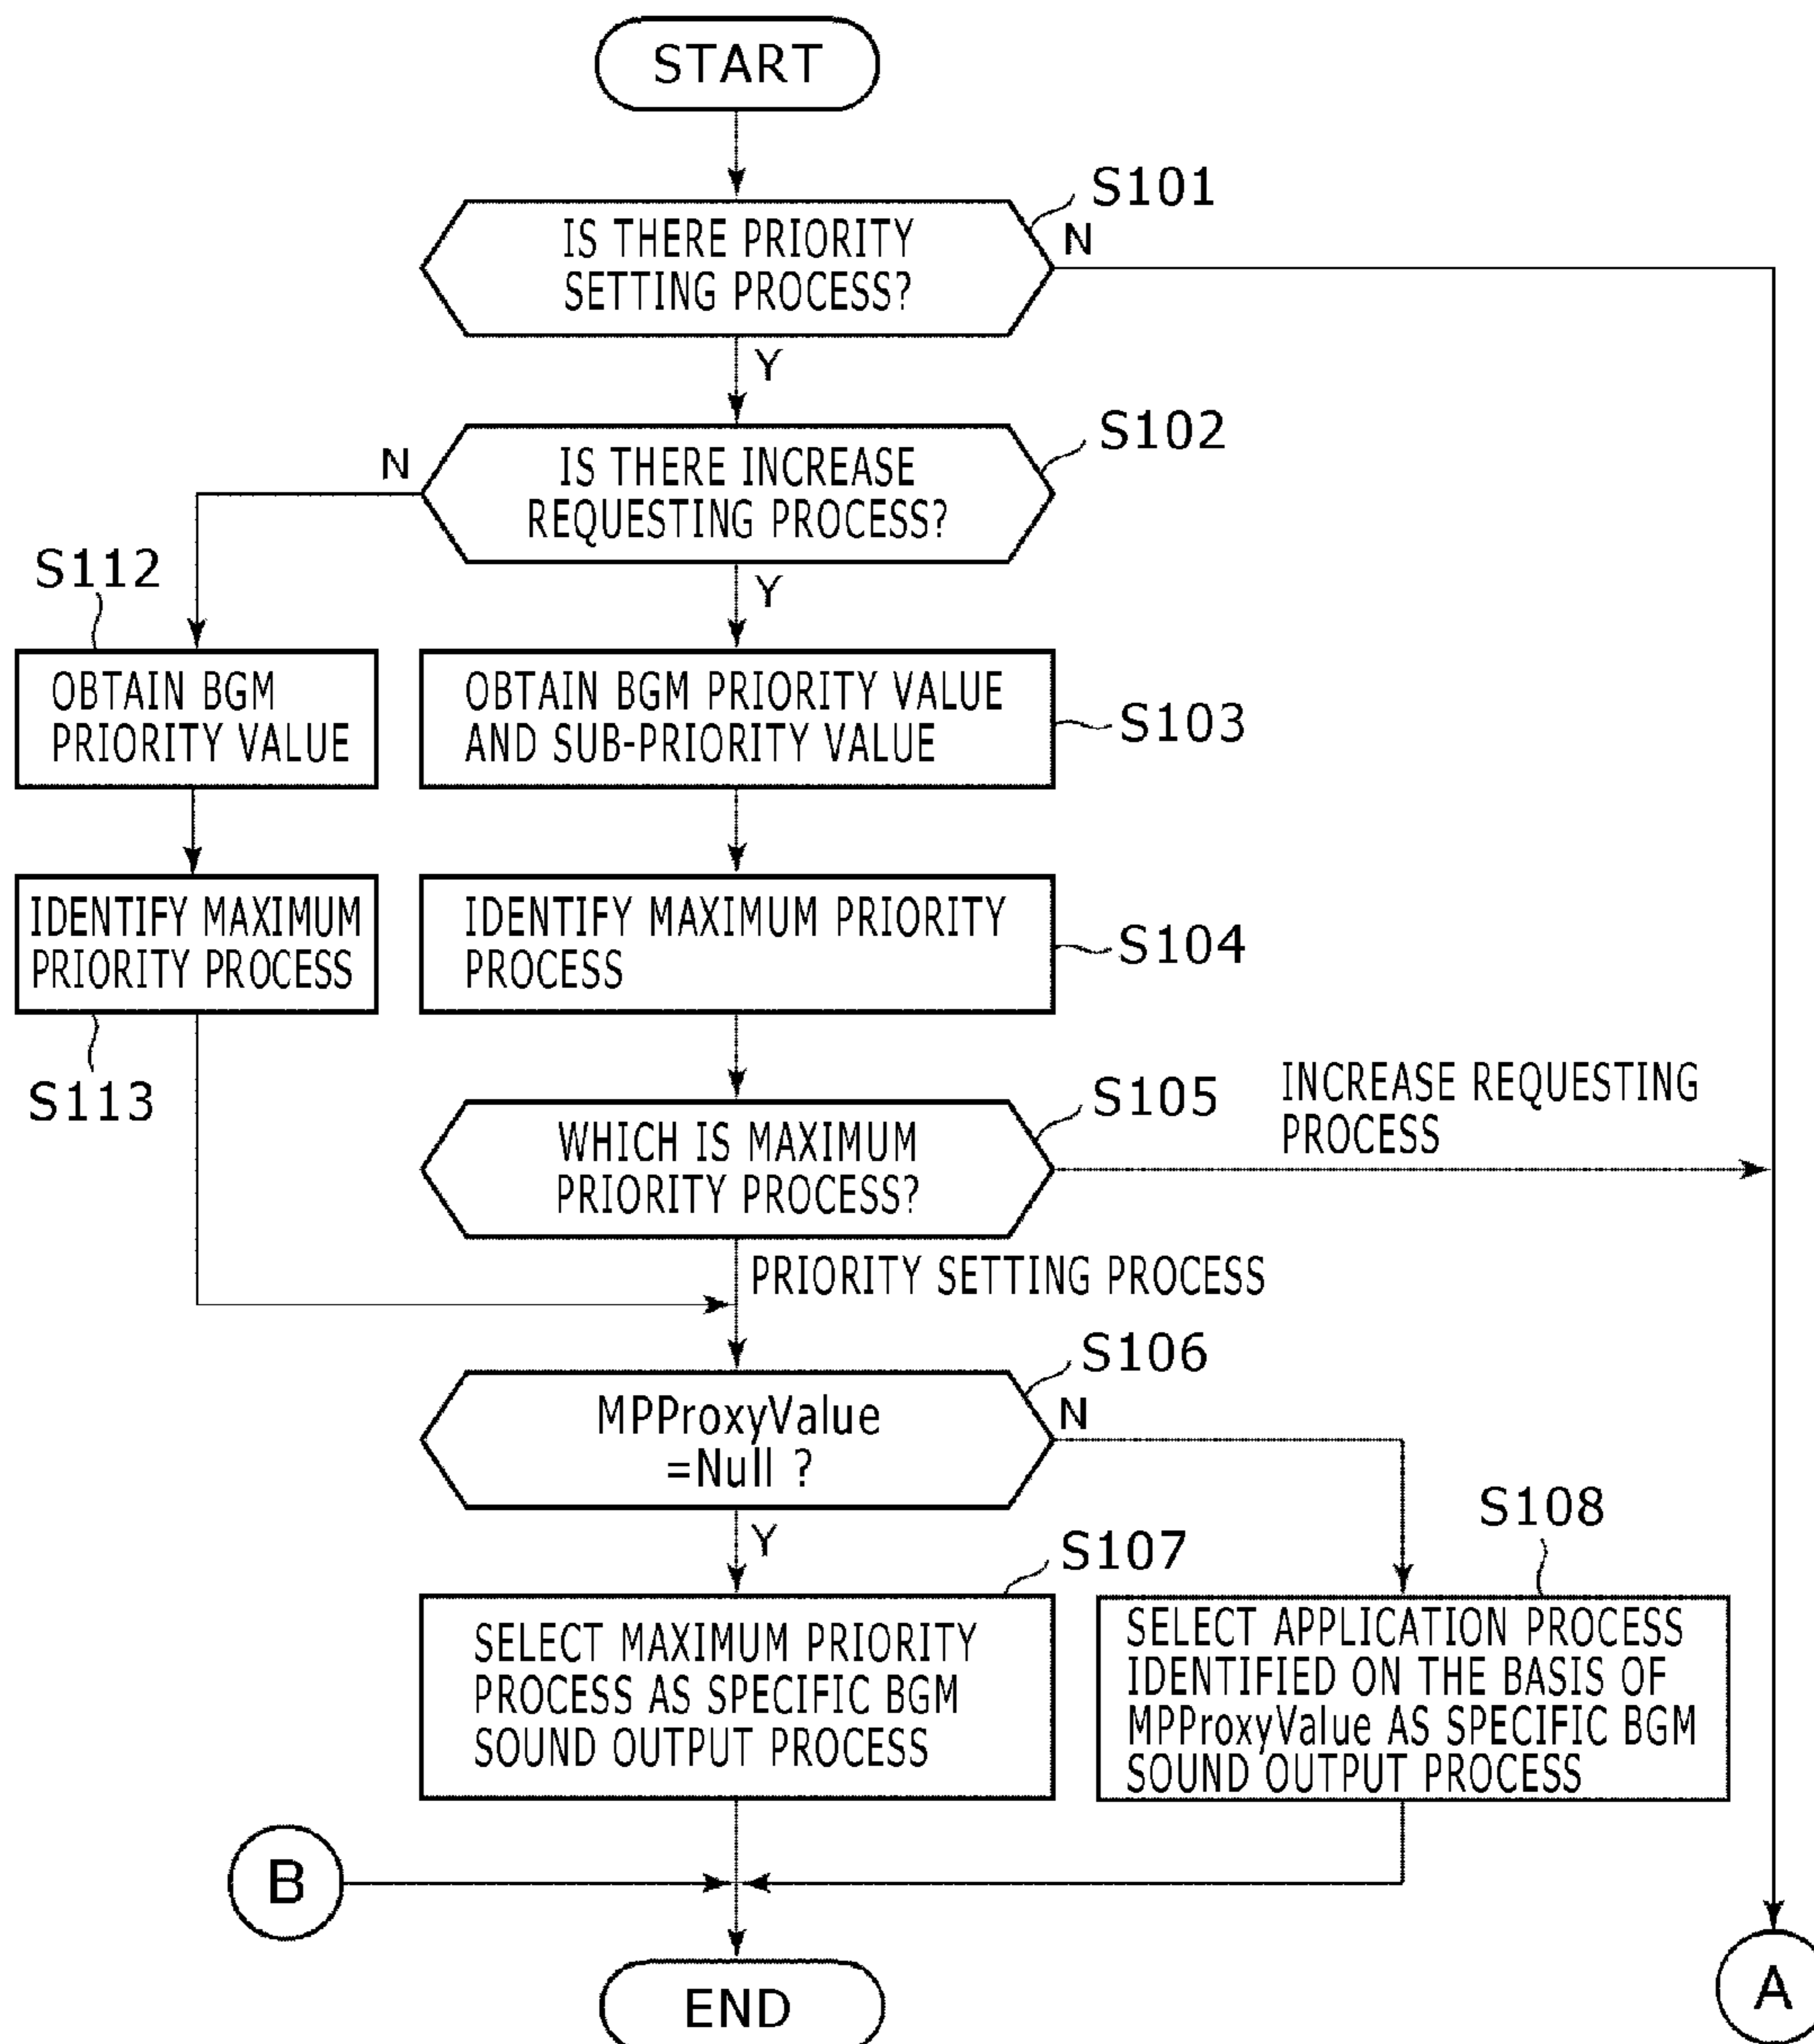 START
S101
IS THERE PRIORITY
SETTING PROCESS?
N
Y
S102
IS THERE INCREASE
REQUESTING PROCESS?
N
Y
S112
OBTAIN BGM
PRIORITY VALUE
OBTAIN BGM PRIORITY VALUE
AND SUB-PRIORITY VALUE
S103
IDENTIFY MAXIMUM
PRIORITY PROCESS
S113
IDENTIFY MAXIMUM PRIORITY
PROCESS
S104
S105
WHICH IS MAXIMUM
PRIORITY PROCESS?
INCREASE REQUESTING
PROCESS
PRIORITY SETTING PROCESS
S106
MPProxyValue
=Null ?
N
Y
S107
SELECT MAXIMUM PRIORITY
PROCESS AS SPECIFIC BGM
SOUND OUTPUT PROCESS
S108
SELECT APPLICATION PROCESS
IDENTIFIED ON THE BASIS OF
MPProxyValue AS SPECIFIC BGM
SOUND OUTPUT PROCESS
B
END
A